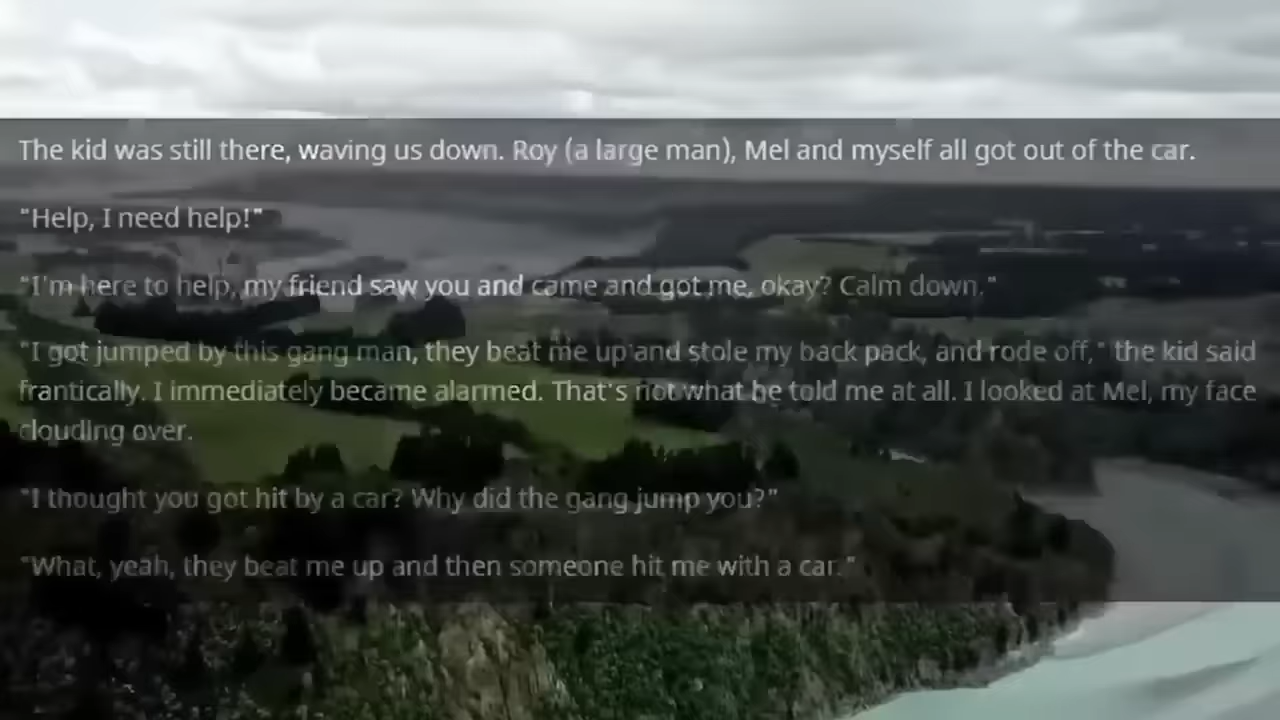 The kid was still there, waving us down. Roy (a large man), Mel and myself all got out of the car.
"Help, I need help!"
"I'm here to help, my friend saw you and came and got me, okay? Calm down."
"I got jumped by this gang man, they beat me up and stole my back pack, and rode off," the kid said
frantically. I immediately became alarmed. That's not what he told me at all. I looked at Mel, my face
clouding over.
"I thought you got hit by a car? Why did the gang jump you?"
"What, yeah, they beat me up and then someone hit me with a car."